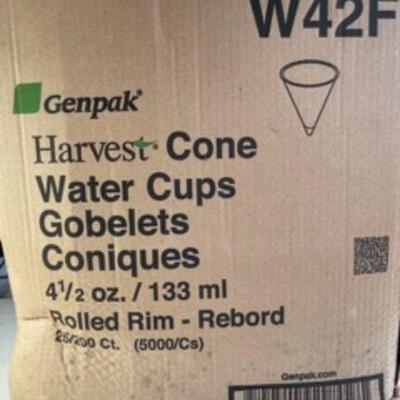 W42F
Genpak®
Harvest® Cone
Water Cups
Gobelets
Coniques
4 1/2 oz. / 133 ml
Rolled Rim - Rebord
25/200 Ct. (5000/Cs)
Genpak.com